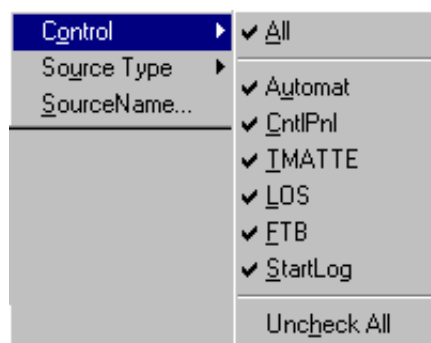 Control
Source Type
SourceName...
All
Automat
CntlPnl
TMATTE
LOS
FTB
StartLog
Uncheck All